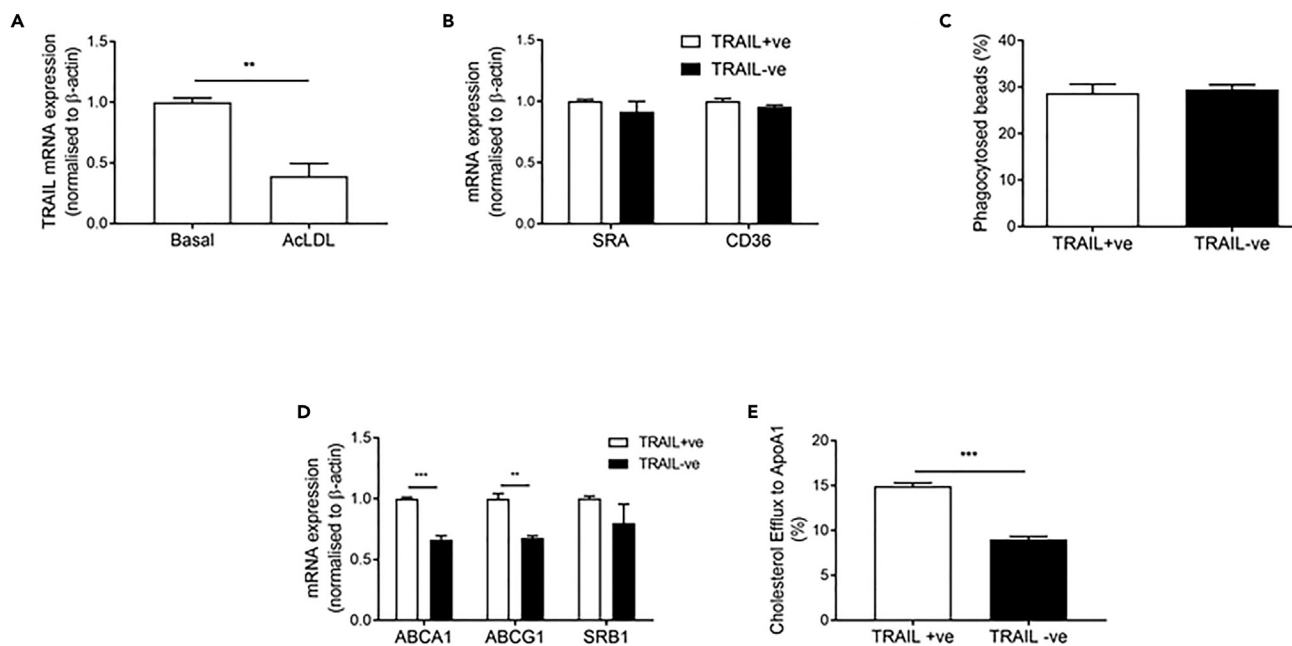 A
TRAIL mRNA expression
(normalised to β-actin)
1.5
1.0
0.5
0.0
**
Basal
AcLDL
B
mRNA expression
(normalised to β-actin)
1.5
1.0
0.5
0.0
TRAIL+ve
TRAIL-ve
SRA
CD36
C
Phagocytosed beads (%)
40
30
20
10
0
TRAIL+ve
TRAIL-ve
D
mRNA expression
(normalised to β-actin)
1.5
1.0
0.5
0.0
TRAIL+ve
TRAIL-ve
***
**
ABCA1
ABCG1
SRB1
E
Cholesterol Efflux to ApoA1
(%)
20
15
10
5
0
***
TRAIL +ve
TRAIL -ve